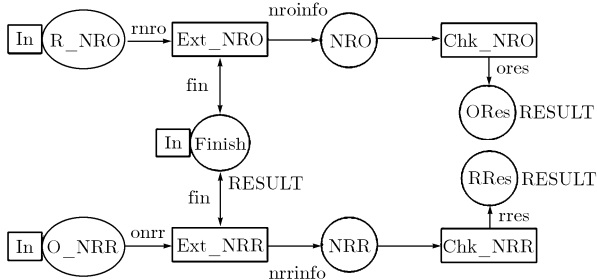 nroinfo
In R_NRO rnro Ext_NRO NRO Chk_NRO
ores
fin
ORes RESULT
In Finish
RRes RESULT
RESULT
fin
rres
In O_NRR onrr Ext_NRR NRR Chk_NRR
nrrinfo